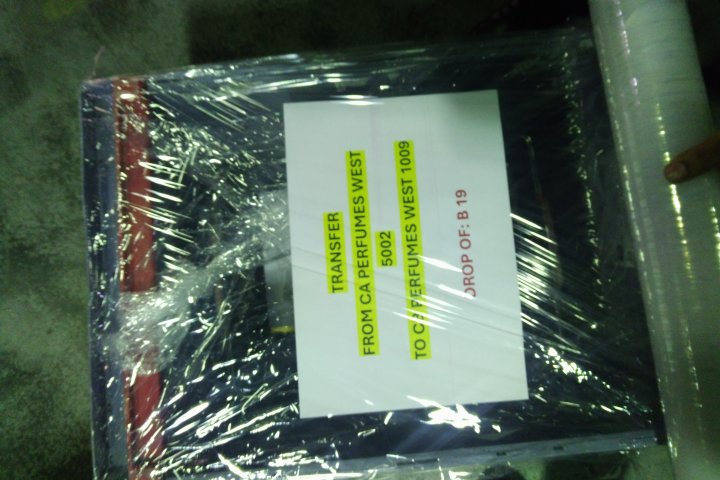 TRANSFER
FROM CA PERFUMES WEST
5002
TO CA PERFUMES WEST 1009
DROP OF: B 19